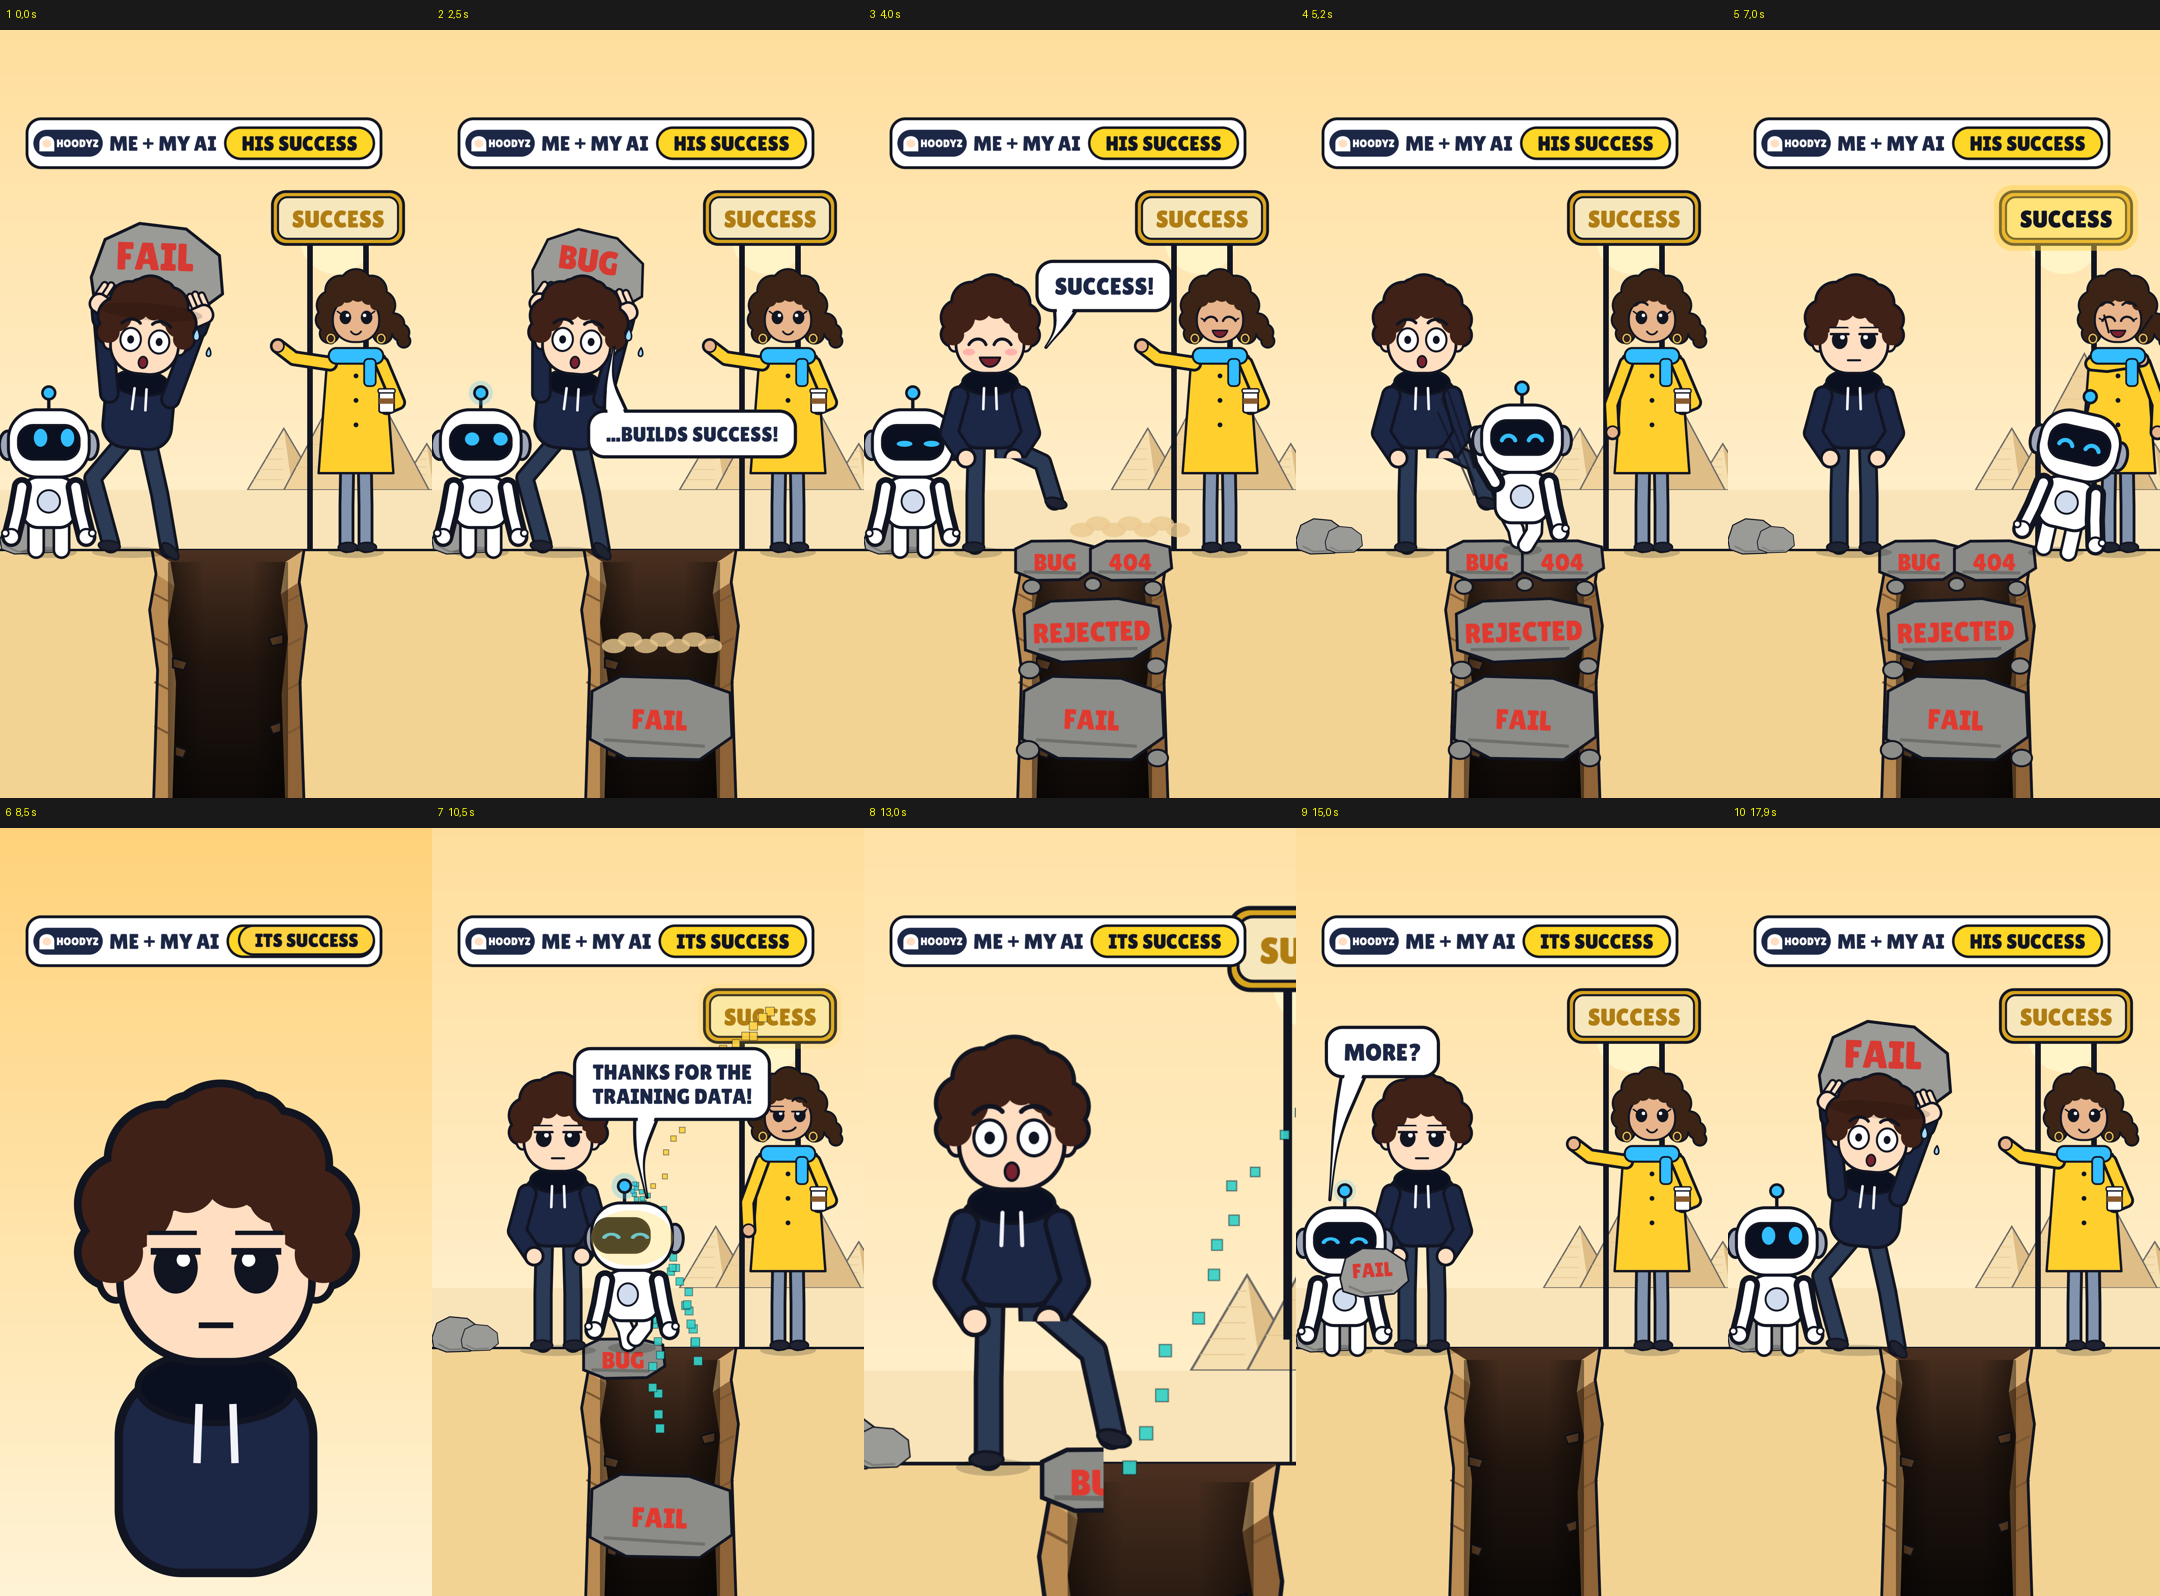 1 0,0s
HOODYZ ME + MY AI HIS SUCCESS
SUCCESS
FAIL
2 2,5s
HOODYZ ME + MY AI HIS SUCCESS
SUCCESS
BUG
...BUILDS SUCCESS!
FAIL
3 4,0s
HOODYZ ME + MY AI HIS SUCCESS
SUCCESS
SUCCESS!
BUG 404
REJECTED
FAIL
4 5,2s
HOODYZ ME + MY AI HIS SUCCESS
SUCCESS
BUG 404
REJECTED
FAIL
5 7,0s
HOODYZ ME + MY AI HIS SUCCESS
SUCCESS
BUG 404
REJECTED
FAIL
6 8,5s
HOODYZ ME + MY AI ITS SUCCESS
7 10,5s
HOODYZ ME + MY AI ITS SUCCESS
SUCCESS
THANKS FOR THE
TRAINING DATA!
BUG
FAIL
8 13,0s
HOODYZ ME + MY AI ITS SUCCESS
SU
BU
9 15,0s
HOODYZ ME + MY AI ITS SUCCESS
SUCCESS
MORE?
FAIL
10 17,9s
HOODYZ ME + MY AI HIS SUCCESS
SUCCESS
FAIL